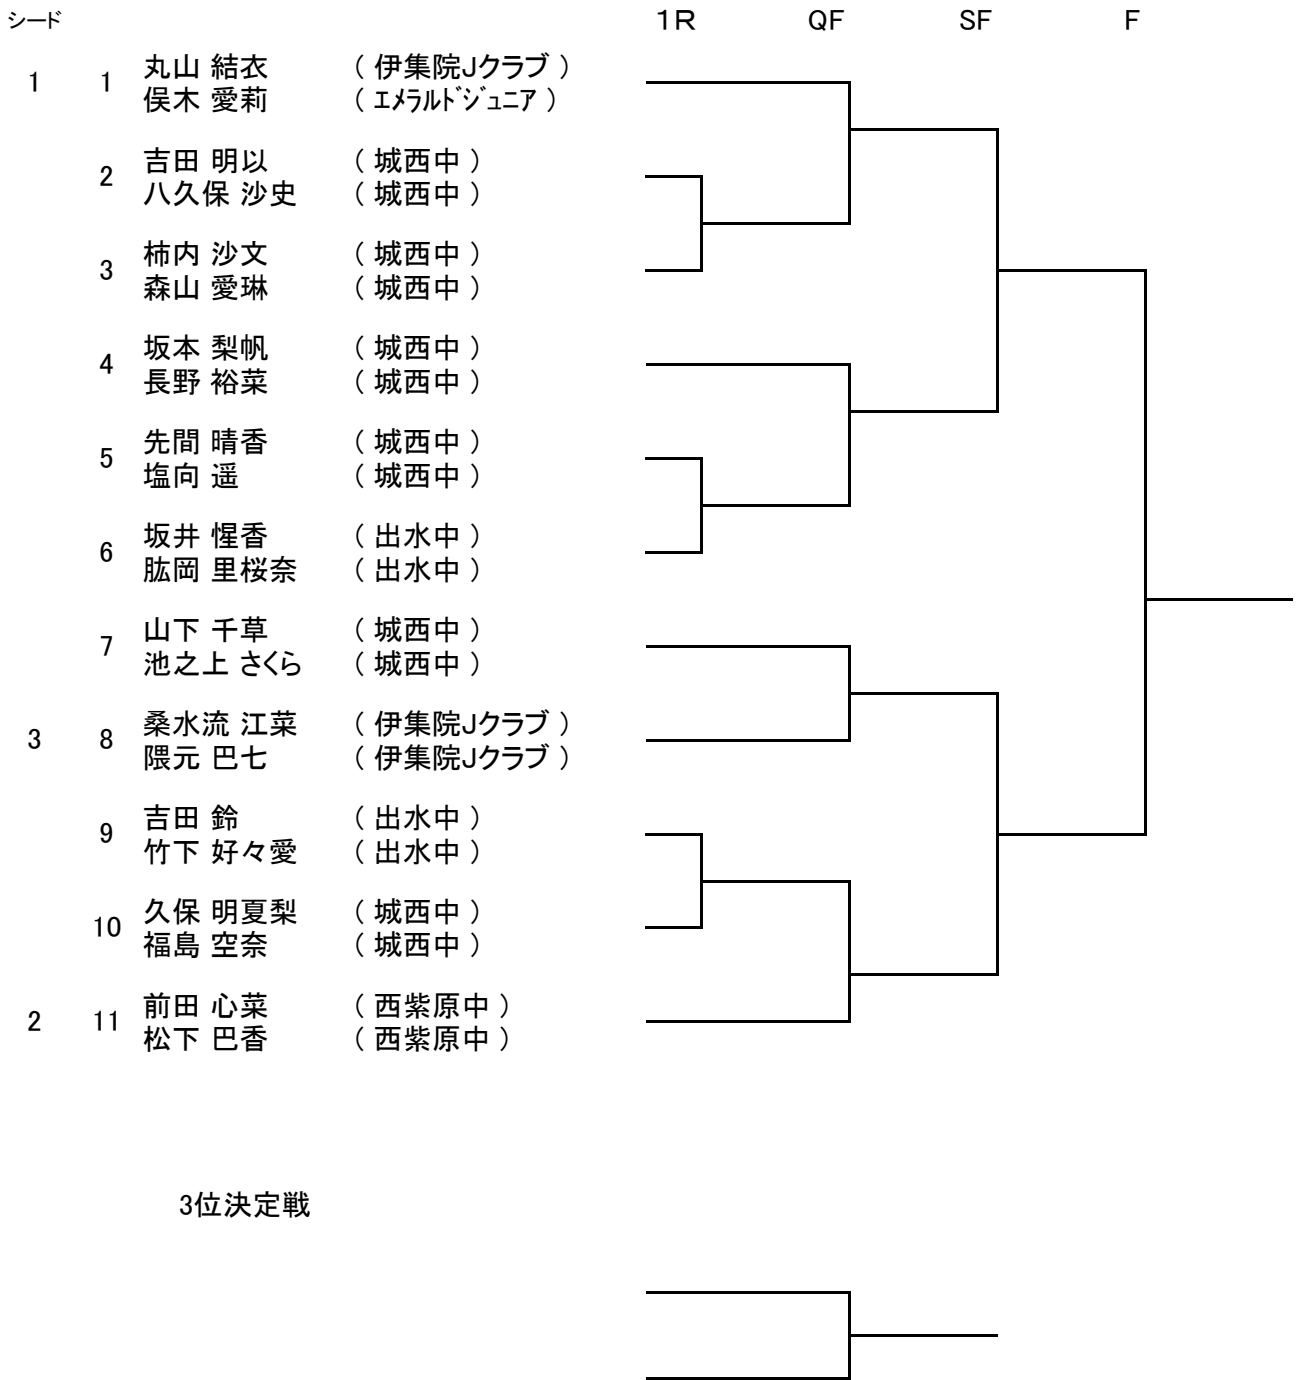 シード 1R QF SF F
丸山 結衣 ( 伊集院Jクラブ )
1 1
俣木 愛莉 ( エメラルドジュニア )
吉田 明以 ( 城西中 )
2
八久保 沙史 ( 城西中 )
柿内 沙文 ( 城西中 )
3
森山 愛琳 ( 城西中 )
坂本 梨帆 ( 城西中 )
4
長野 裕菜 ( 城西中 )
先間 晴香 ( 城西中 )
5
塩向 遥 ( 城西中 )
坂井 惺香 ( 出水中 )
6
肱岡 里桜奈 ( 出水中 )
山下 千草 ( 城西中 )
7
池之上 さくら ( 城西中 )
桑水流 江菜 ( 伊集院Jクラブ )
3 8
隈元 巴七 ( 伊集院Jクラブ )
吉田 鈴 ( 出水中 )
9
竹下 好々愛 ( 出水中 )
久保 明夏梨 ( 城西中 )
10
福島 空奈 ( 城西中 )
前田 心菜 ( 西紫原中 )
2 11
松下 巴香 ( 西紫原中 )
3位決定戦